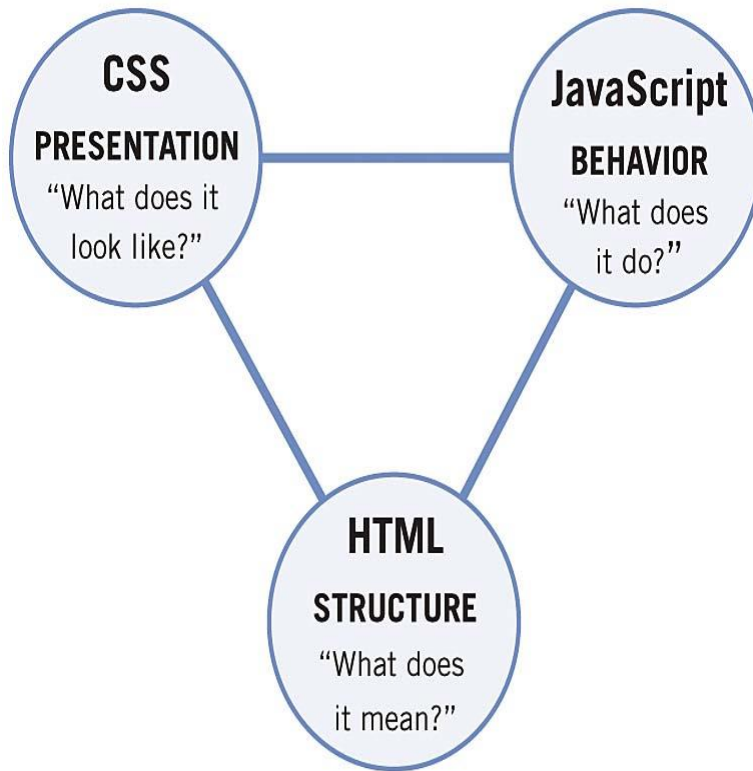 CSS
PRESENTATION
“What does it
look like?”
JavaScript
BEHAVIOR
“What does
it do?”
HTML
STRUCTURE
“What does
it mean?”